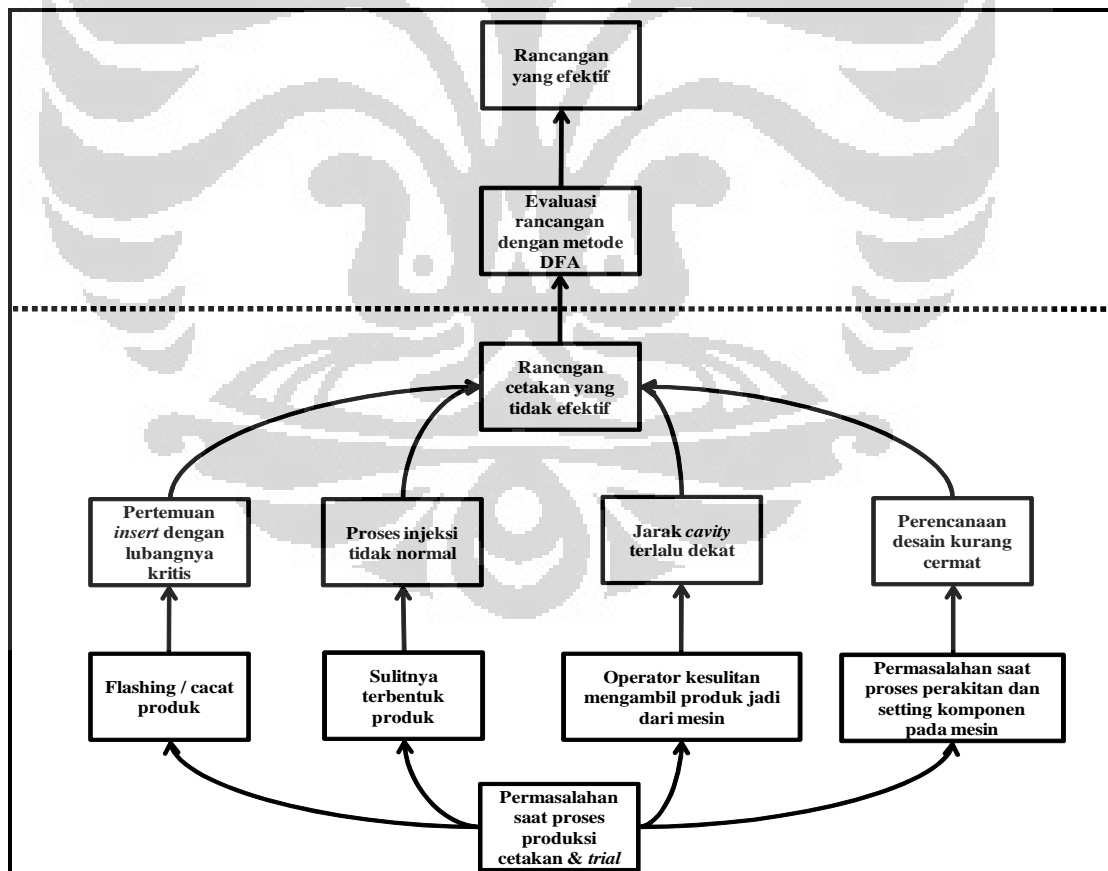 Rancangan
yang efektif
Evaluasi
rancangan
dengan metode
DFA
Rancngan
cetakan yang
tidak efektif
Pertemuan
insert dengan
lubangnya
kritis
Proses injeksi
tidak normal
Jarak cavity
terlalu dekat
Perencanaan
desain kurang
cermat
Flashing / cacat
produk
Sulitnya
terbentuk
produk
Operator kesulitan
mengambil produk jadi
dari mesin
Permasalahan saat
proses perakitan dan
setting komponen
pada mesin
Permasalahan
saat proses
produksi
cetakan & trial